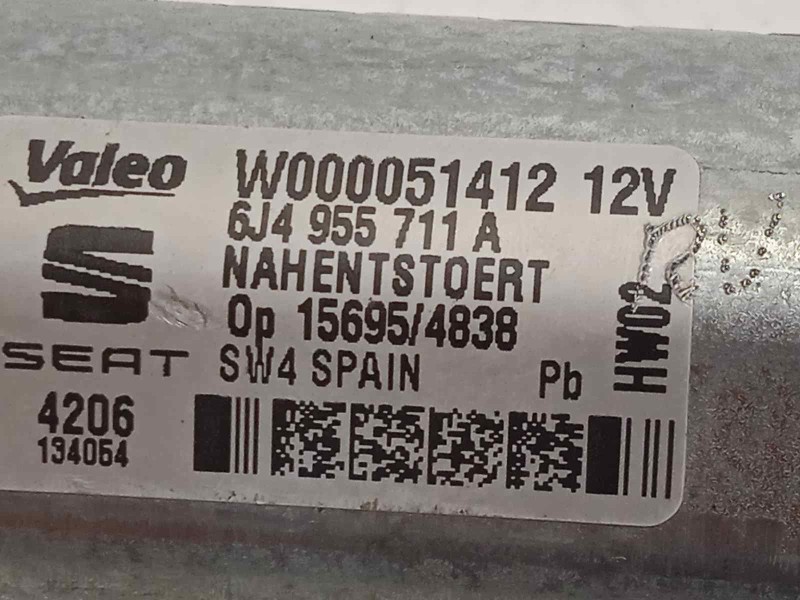 Valeo
W000051412 12V
6J4 955 711 A
NAHENTSTOERT
Op 15695/4838
SW4 SPAIN Pb
HW02
SEAT
4206
134054